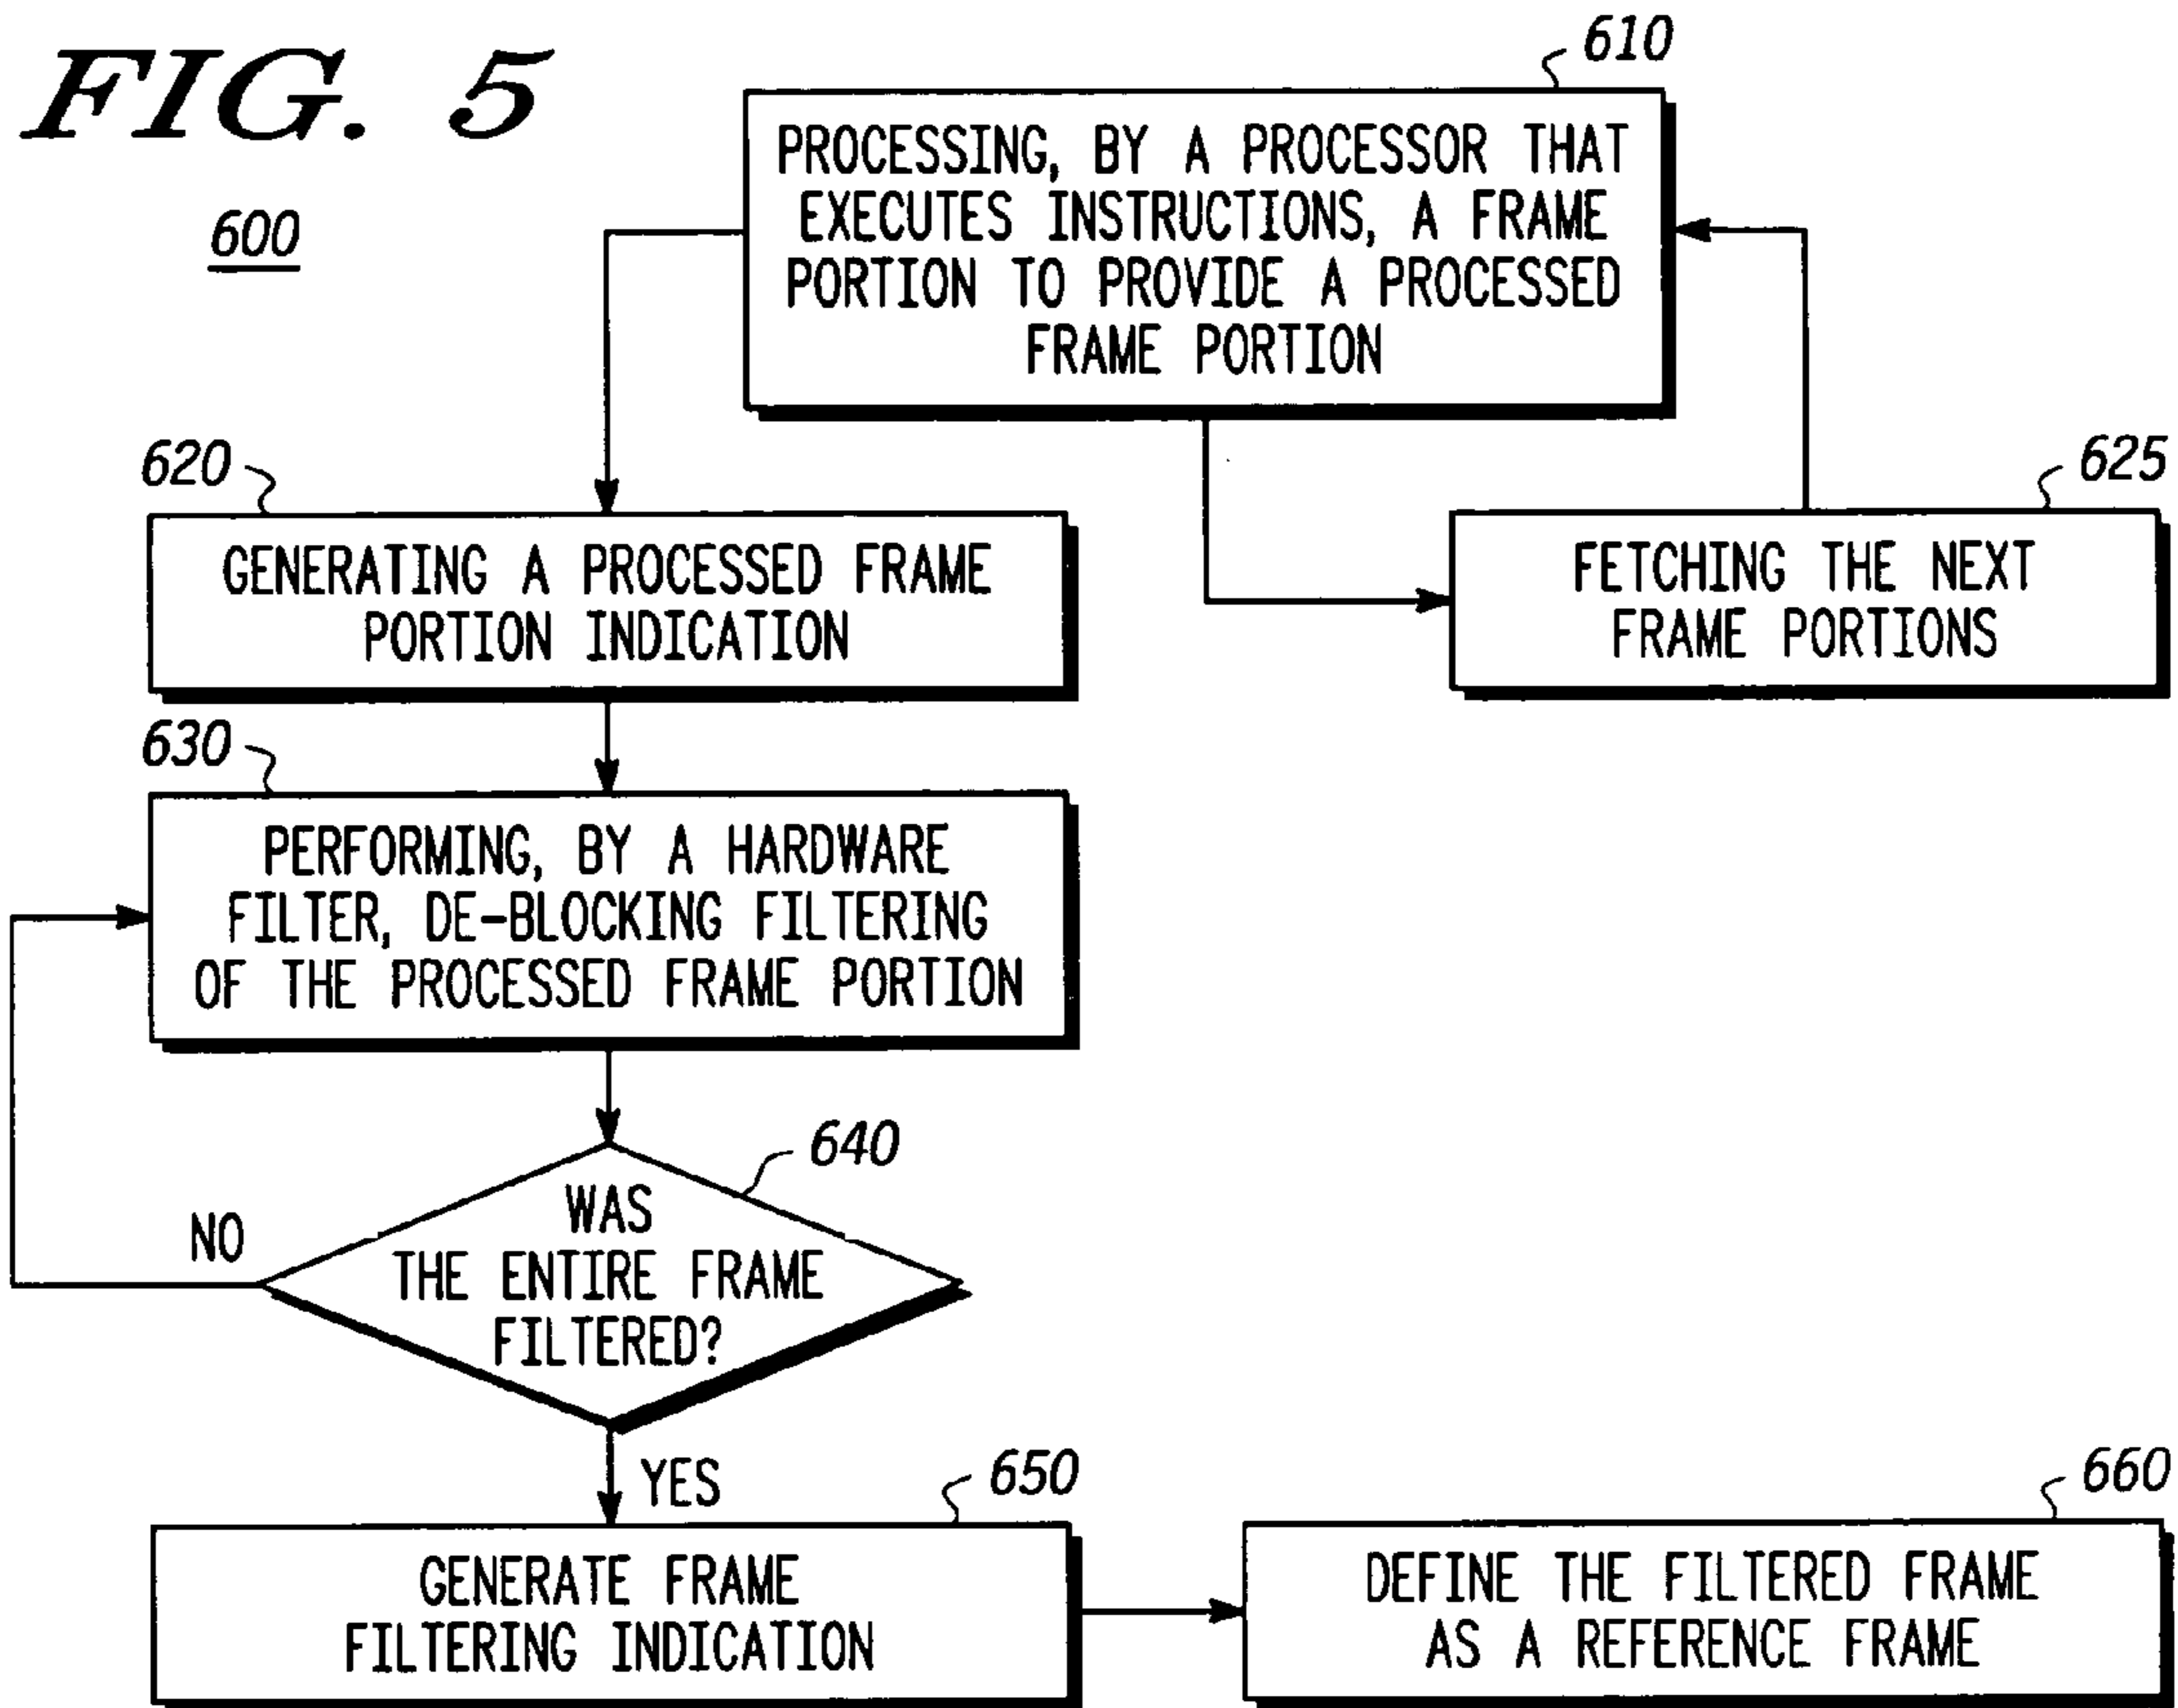 FIG. 5
600
610
PROCESSING, BY A PROCESSOR THAT
EXECUTES INSTRUCTIONS, A FRAME
PORTION TO PROVIDE A PROCESSED
FRAME PORTION
620
GENERATING A PROCESSED FRAME
PORTION INDICATION
625
FETCHING THE NEXT
FRAME PORTIONS
630
PERFORMING, BY A HARDWARE
FILTER, DE-BLOCKING FILTERING
OF THE PROCESSED FRAME PORTION
640
WAS
THE ENTIRE FRAME
FILTERED?
NO
YES
650
GENERATE FRAME
FILTERING INDICATION
660
DEFINE THE FILTERED FRAME
AS A REFERENCE FRAME